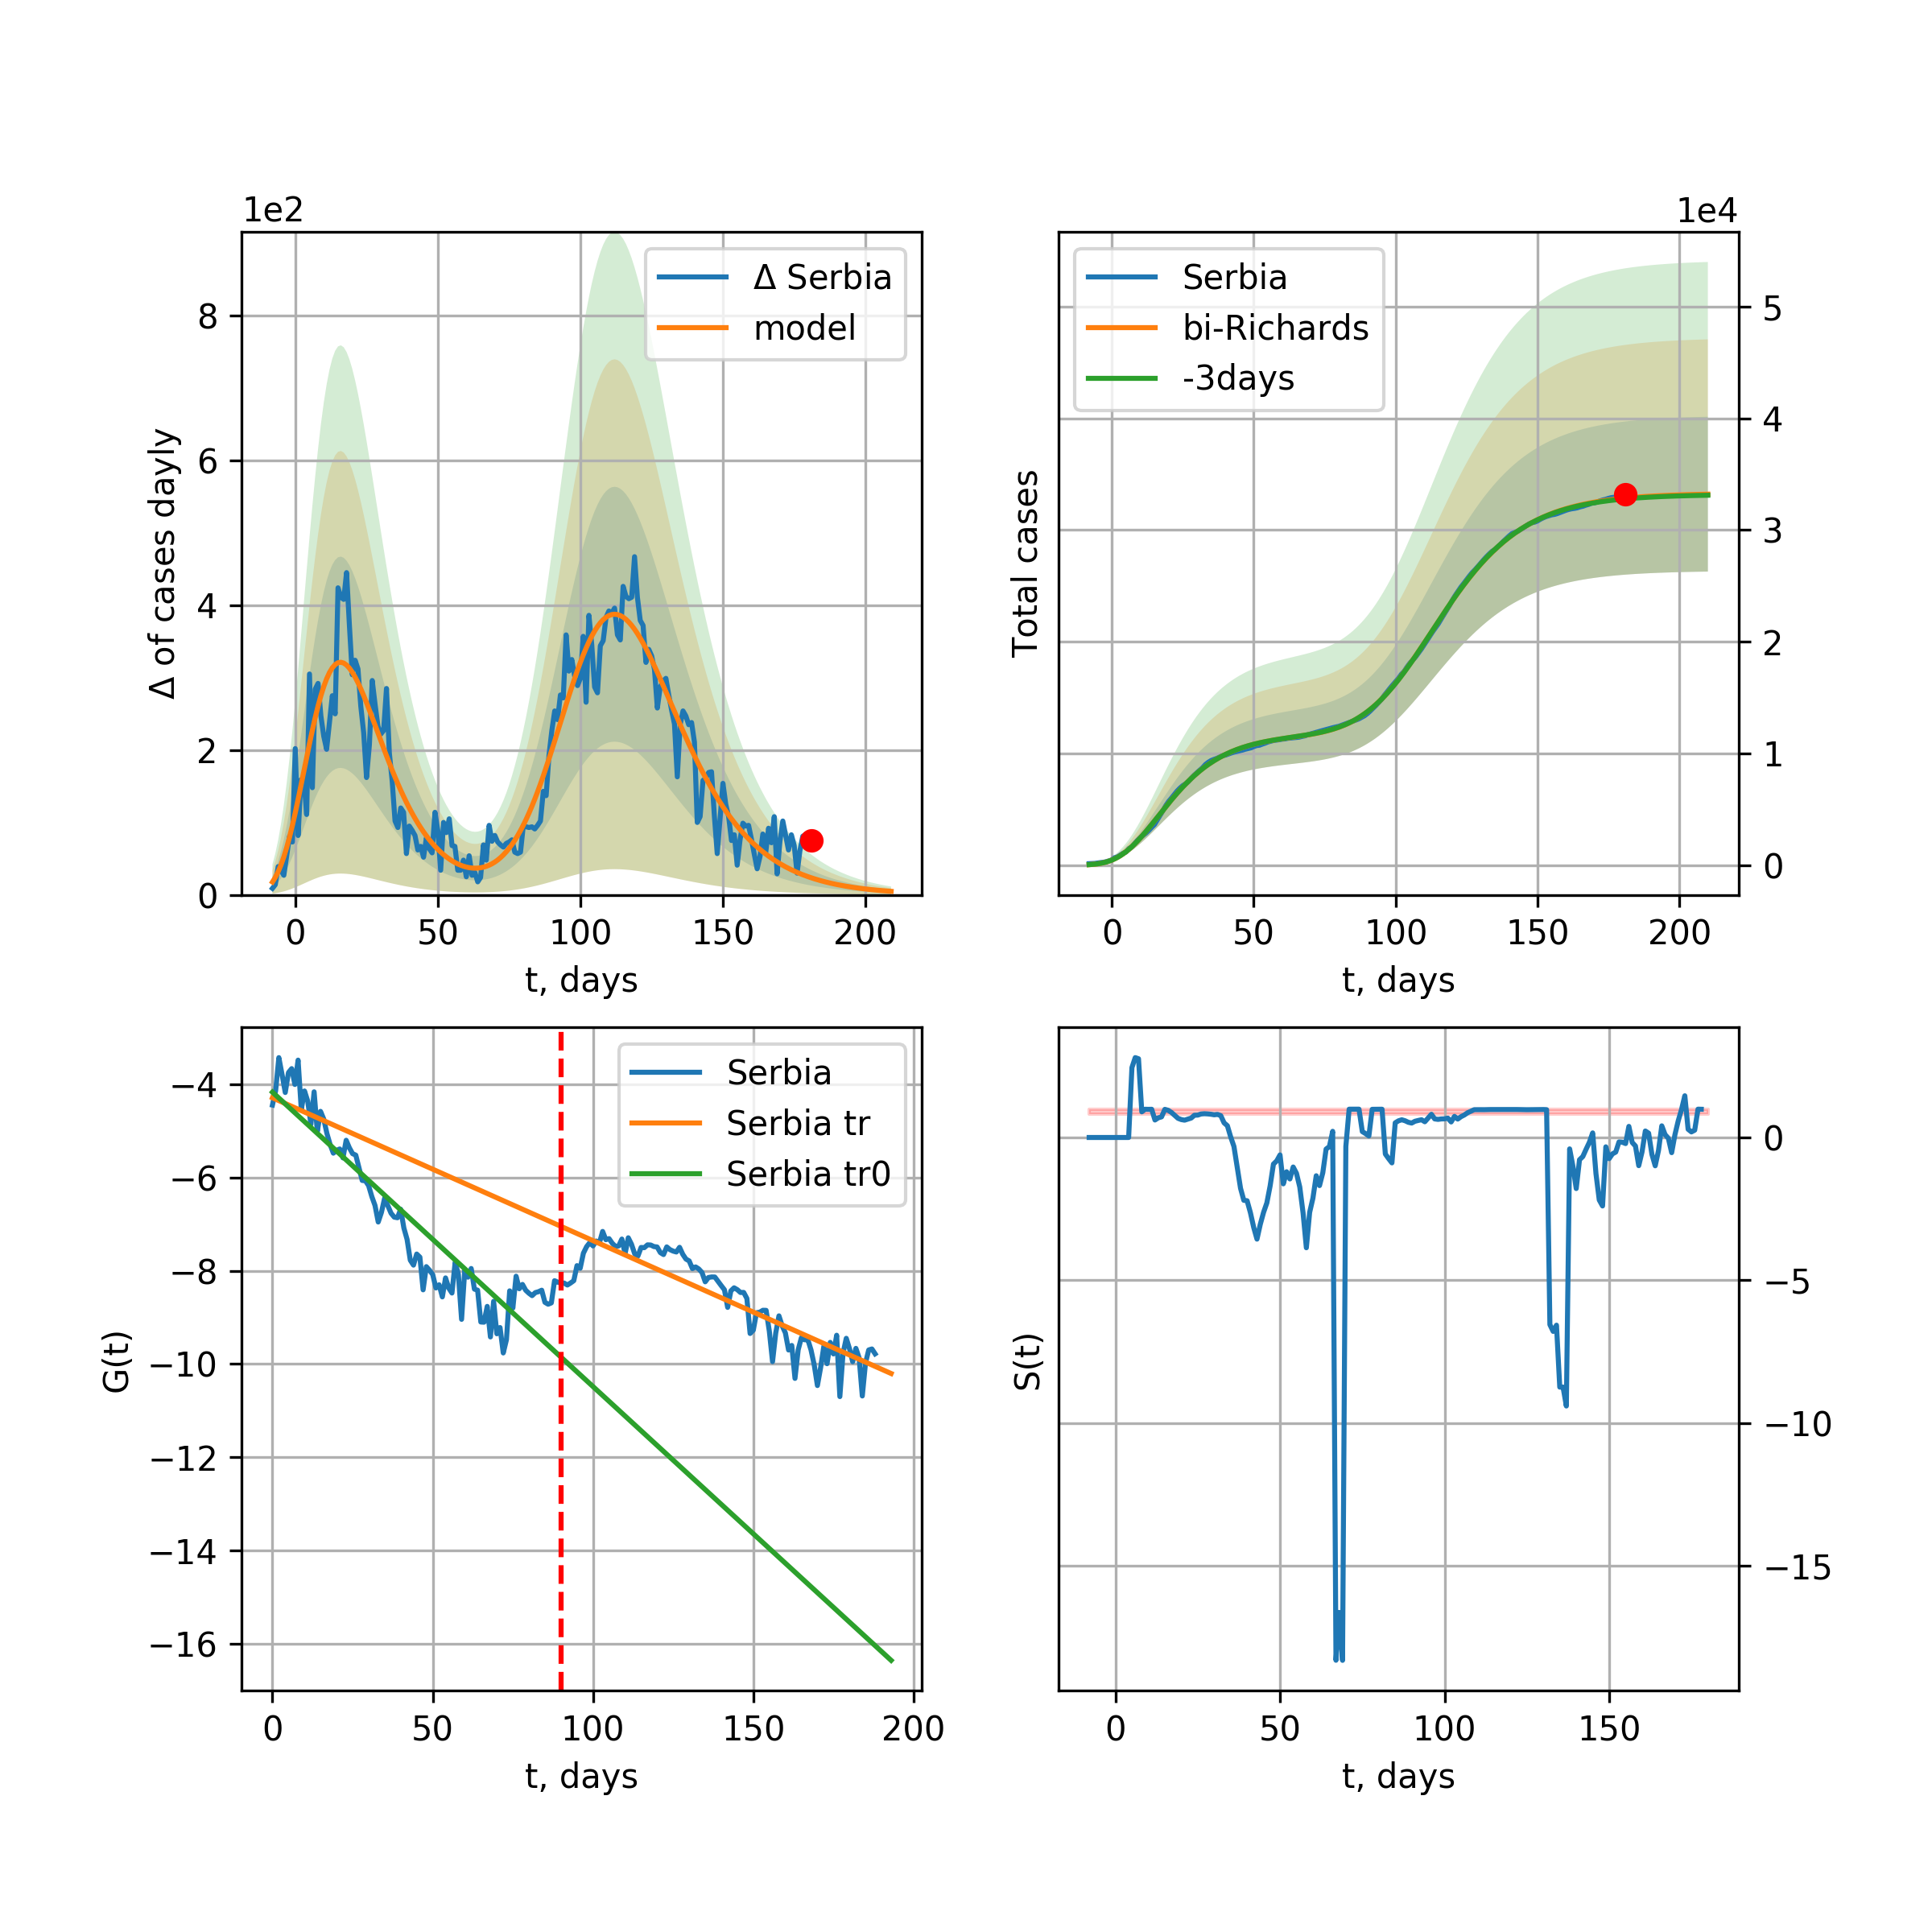 1e2
Δ of cases dayly
8
6
4
2
0
Δ Serbia
model
0 50 100 150 200
t, days
1e4
Total cases
Serbia
bi-Richards
-3days
5
4
3
2
1
0
0 50 100 150 200
t, days
G(t)
−4
−6
−8
−10
−12
−14
−16
Serbia
Serbia tr
Serbia tr0
0 50 100 150 200
t, days
S(t)
0
−5
−10
−15
0 50 100 150
t, days